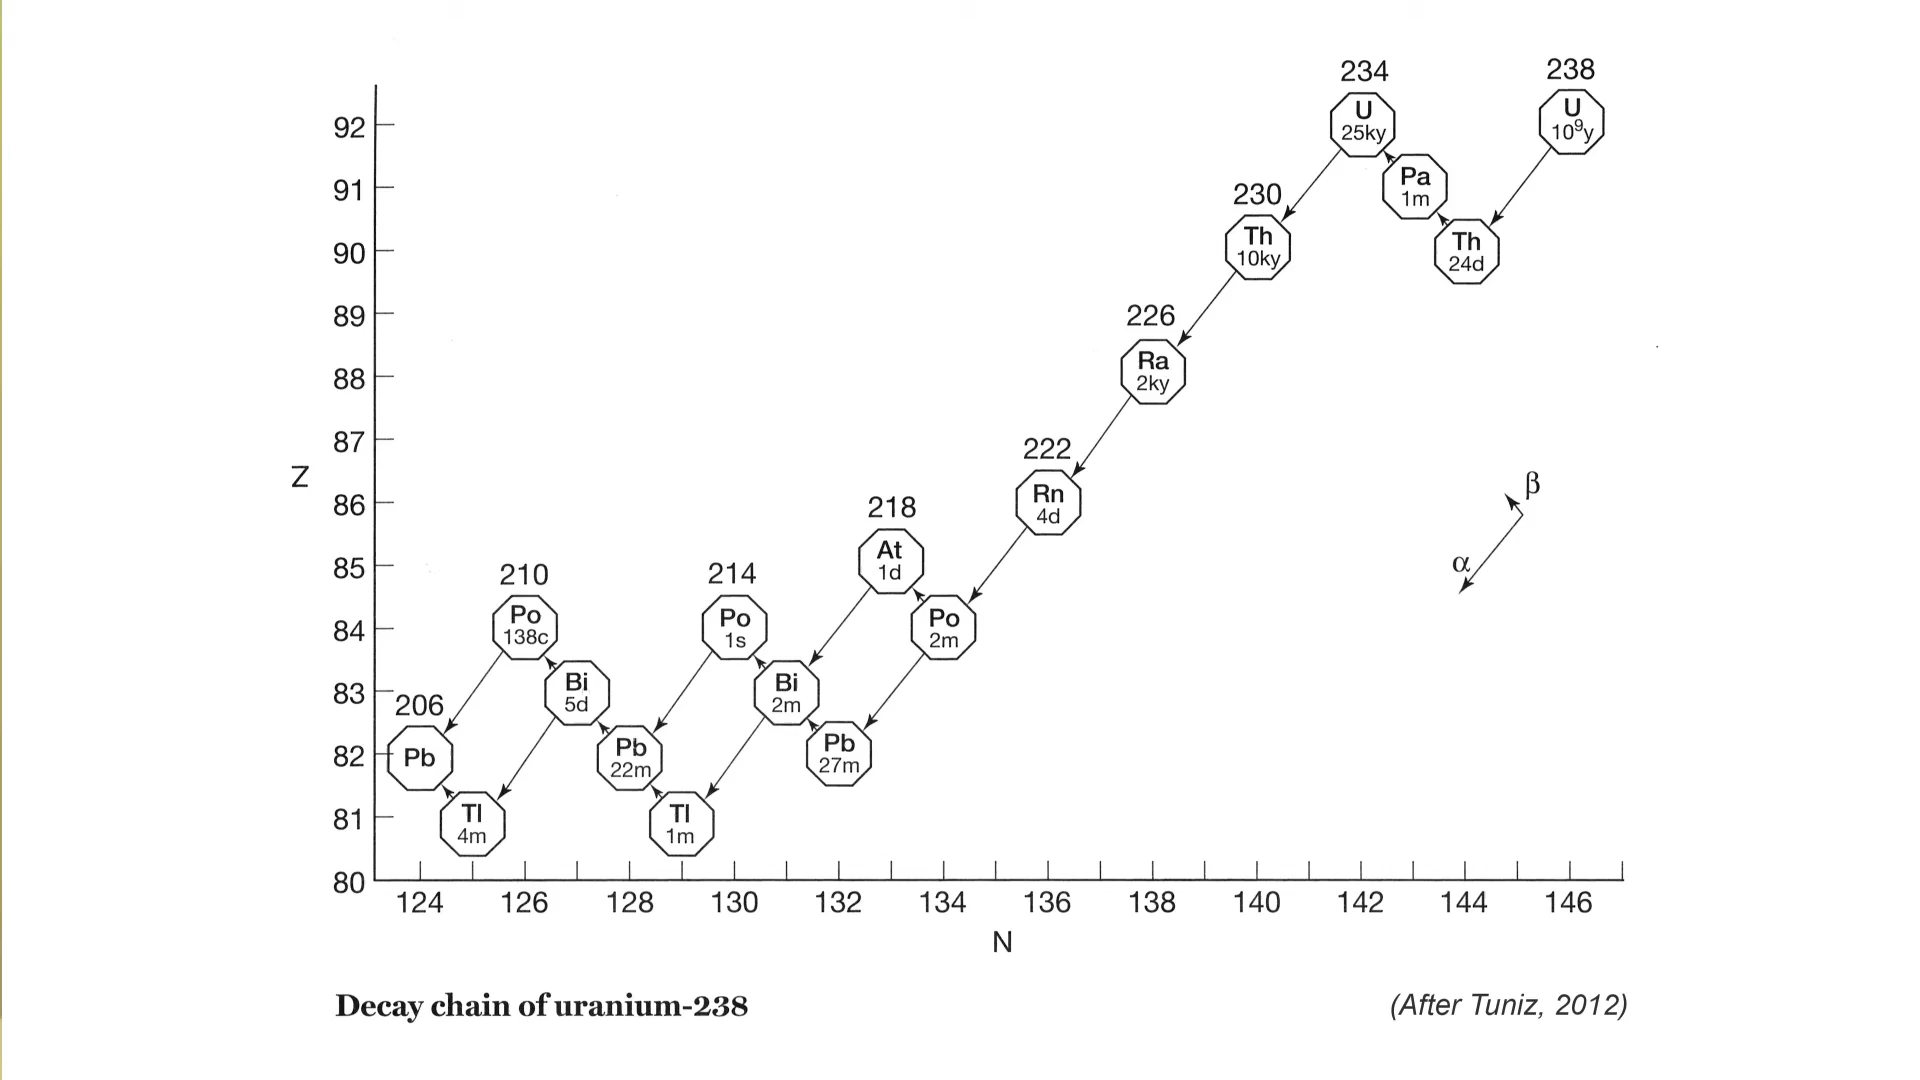 234
238
U
25ky
U
10⁹y
92
Pa
1m
91
230
Th
10ky
90
Th
24d
89
226
Ra
2ky
88
87
222
Z
Rn
4d
86
β
218
At
1d
85
α
210
214
Po
138c
Po
1s
Po
2m
84
Bi
5d
Bi
2m
83
206
Pb
Pb
22m
Pb
27m
82
Tl
4m
Tl
1m
81
80
124 126 128 130 132 134 136 138 140 142 144 146
N
Decay chain of uranium-238
(After Tuniz, 2012)